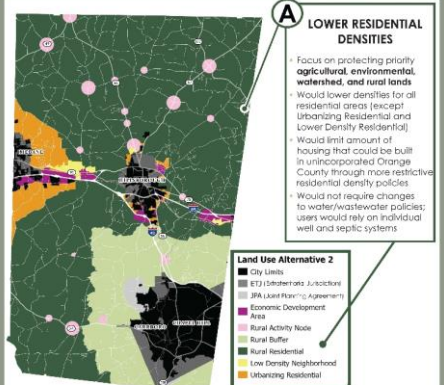 A
LOWER RESIDENTIAL
DENSITIES
• Focus on protecting priority
agricultural, environmental,
watershed, and rural lands
• Would lower densities for all
residential areas (except
Urbanizing Residential and
Lower Density Residential)
• Would limit amount of
housing that could be built
in unincorporated Orange
County through more restrictive
residential density policies
• Would not require changes
to water/wastewater policies;
users would rely on individual
well and septic systems
HILLSBOROUGH
CARRBORO
CHAPEL HILL
Land Use Alternative 2
City Limits
ETJ (Extraterritorial Jurisdiction)
JPA (Joint Planning Agreement)
Economic Development
Area
Rural Activity Node
Rural Buffer
Rural Residential
Low Density Neighborhood
Urbanizing Residential